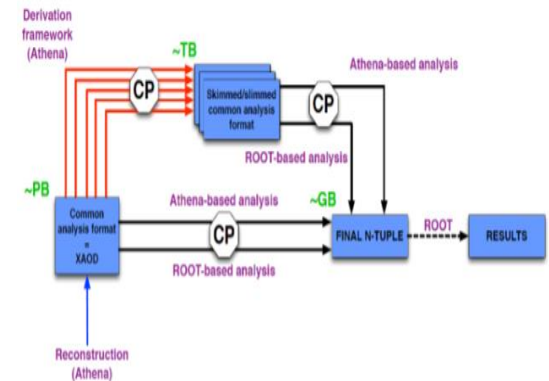 Derivation
framework
(Athena)
~TB
CP
Skimmed/slimmed
common analysis
format
CP
Athena-based analysis
ROOT-based analysis
~PB
Common
analysis format
=
XAOD
Athena-based analysis
CP
ROOT-based analysis
~GB
FINAL N-TUPLE
ROOT
RESULTS
Reconstruction
(Athena)